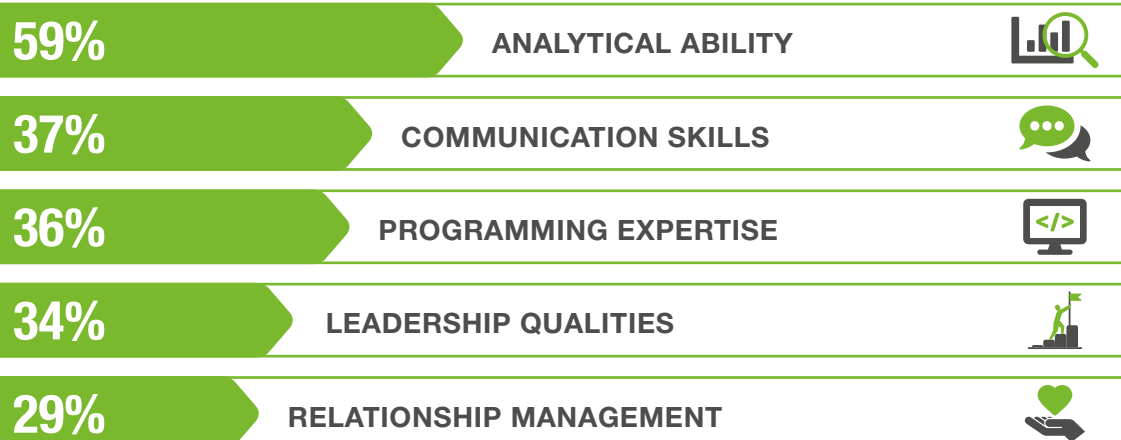 59% ANALYTICAL ABILITY
37% COMMUNICATION SKILLS
36% PROGRAMMING EXPERTISE
</>
34% LEADERSHIP QUALITIES
29% RELATIONSHIP MANAGEMENT